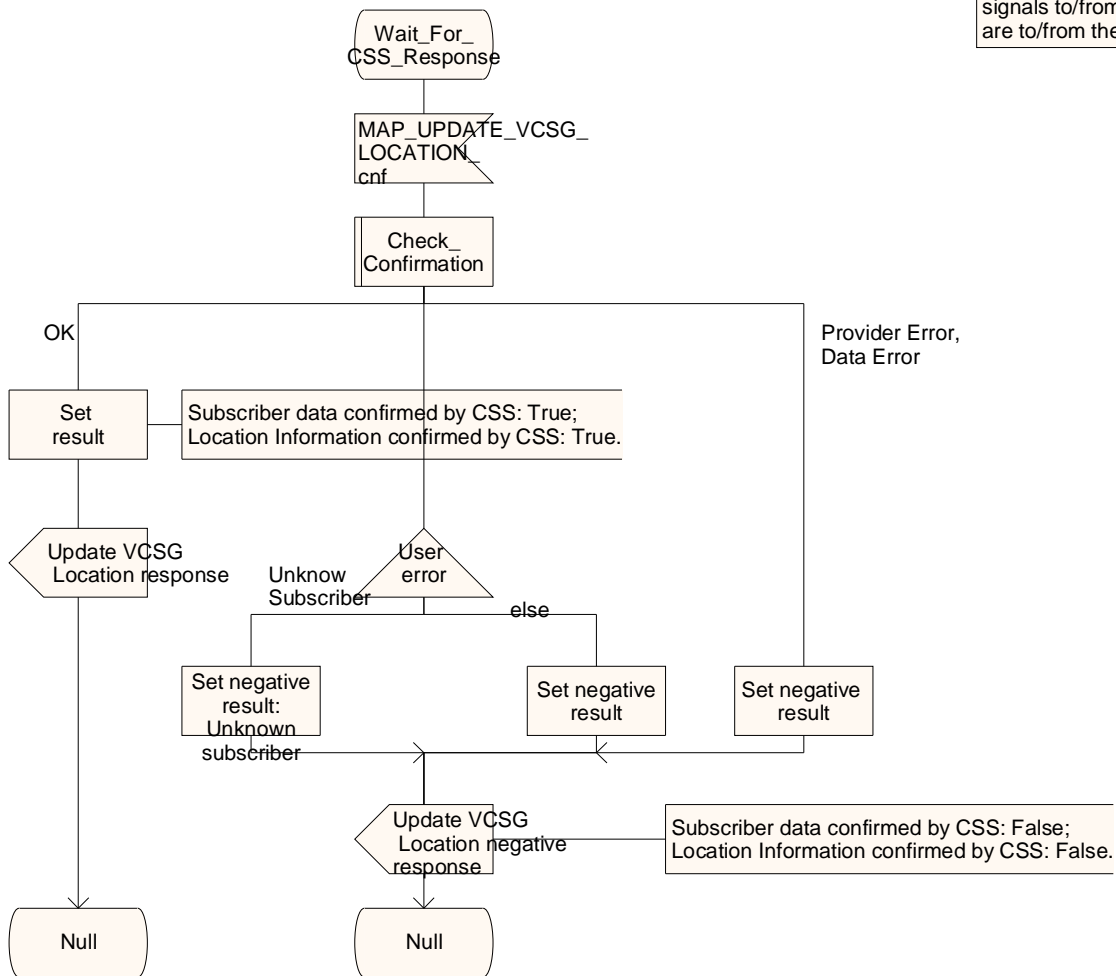 signals to/from
are to/from the
Wait_For_
CSS_Response
MAP_UPDATE_VCSG_
LOCATION_
cnf
Check_
Confirmation
OK
Provider Error,
Data Error
Set
result
Subscriber data confirmed by CSS: True;
Location Information confirmed by CSS: True.
Update VCSG
Location response
User
error
Unknow
Subscriber
else
Set negative
result:
Unknown
subscriber
Set negative
result
Set negative
result
Update VCSG
Location negative
response
Subscriber data confirmed by CSS: False;
Location Information confirmed by CSS: False.
Null
Null